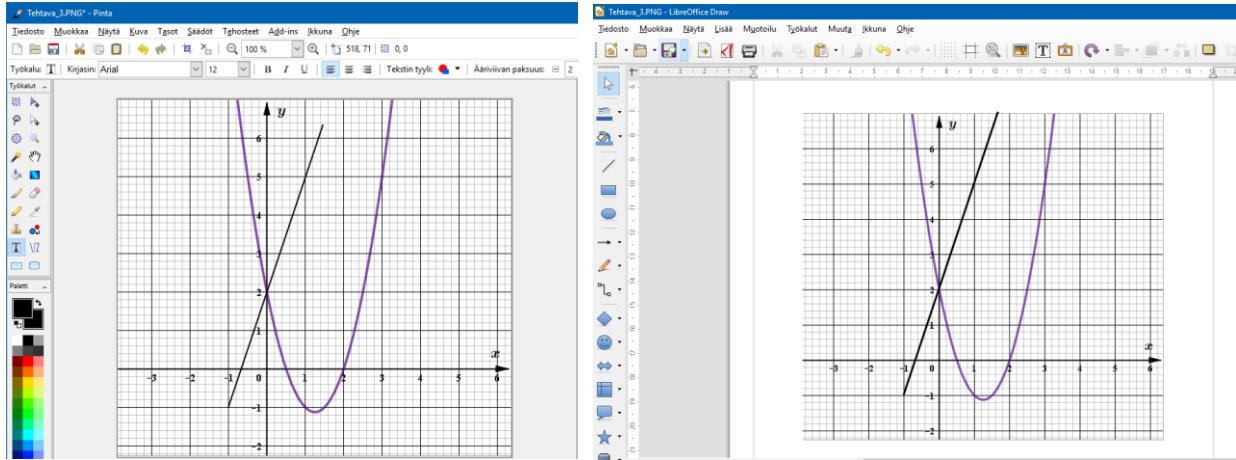 Tehtava_3.PNG* - Pinta
Tiedosto Muokkaa Näytä Kuva Tasot Säädöt Tehosteet Add-ins Ikkuna Ohje
100 % 518, 71 0, 0
Työkalu: T Kirjasin: Arial 12 B I U Tekstin tyyli: Ääriviivan paksuus: 2
Työkalut
Paletti
y
6
5
4
3
2
1
x
-3 -2 -1 0 1 2 3 4 5 6
-1
-2
Tehtava_3.PNG - LibreOffice Draw
Tiedosto Muokkaa Näytä Lisää Muotoilu Työkalut Muuta Ikkuna Ohje
y
6
5
4
3
2
1
x
-3 -2 -1 0 1 2 3 4 5 6
-1
-2